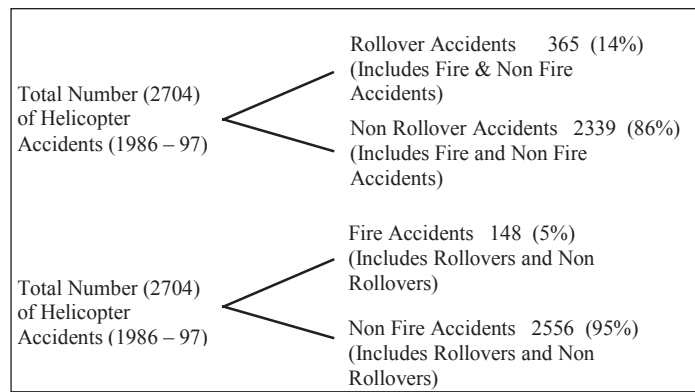 Rollover Accidents 365 (14%)
(Includes Fire & Non Fire
Accidents)
Total Number (2704)
of Helicopter
Accidents (1986 – 97)
Non Rollover Accidents 2339 (86%)
(Includes Fire and Non Fire
Accidents)
Fire Accidents 148 (5%)
(Includes Rollovers and Non
Rollovers)
Total Number (2704)
of Helicopter
Accidents (1986 – 97)
Non Fire Accidents 2556 (95%)
(Includes Rollovers and Non
Rollovers)